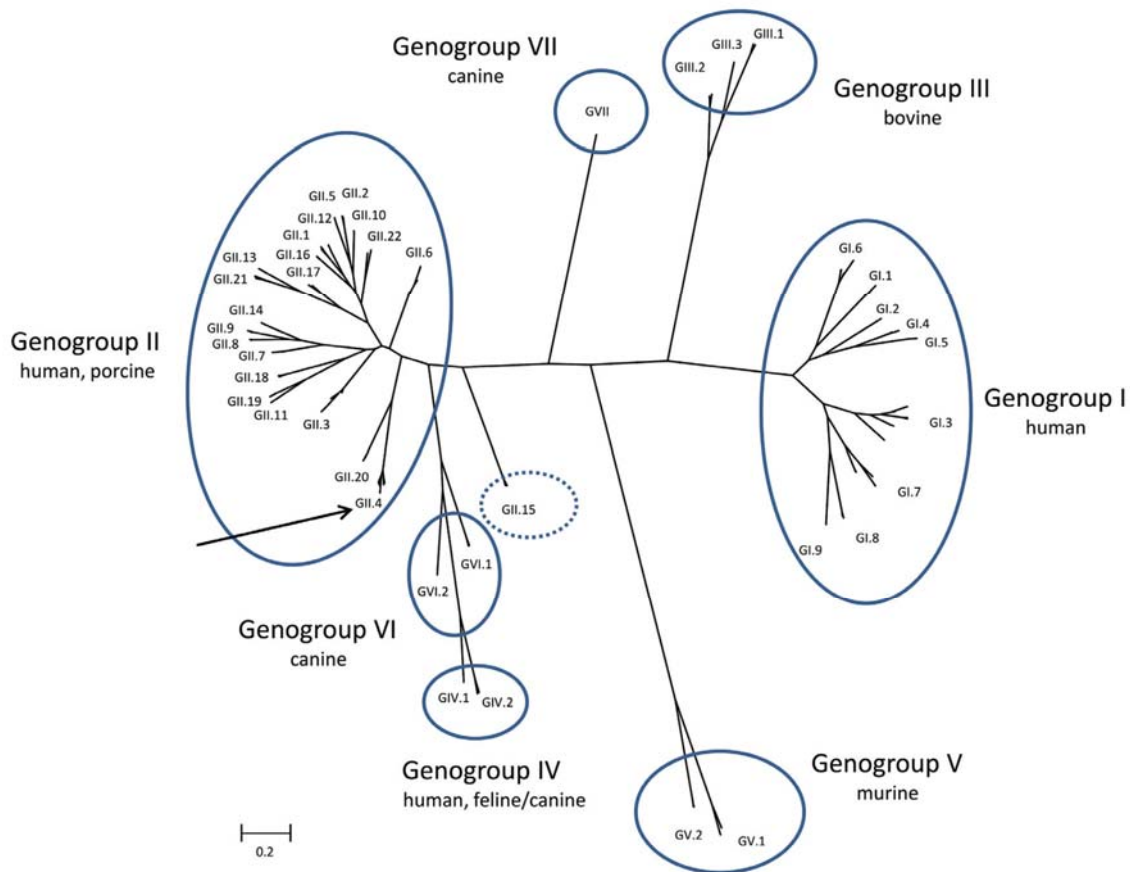 Genogroup VII
canine
GVII
GIII.1
GIII.3
GIII.2
Genogroup III
bovine
GII.5
GII.2
GII.12
GII.10
GII.1
GII.22
GII.16
GII.6
GII.13
GII.17
GII.21
GII.14
GII.9
GII.8
GII.7
GII.18
GII.19
GII.11
GII.3
GII.20
GII.4
Genogroup II
human, porcine
GI.6
GI.1
GI.2
GI.4
GI.5
GI.3
GI.7
GI.8
GI.9
Genogroup I
human
GII.15
GVI.1
GVI.2
Genogroup VI
canine
GIV.1
GIV.2
Genogroup IV
human, feline/canine
Genogroup V
murine
GV.2
GV.1
0.2